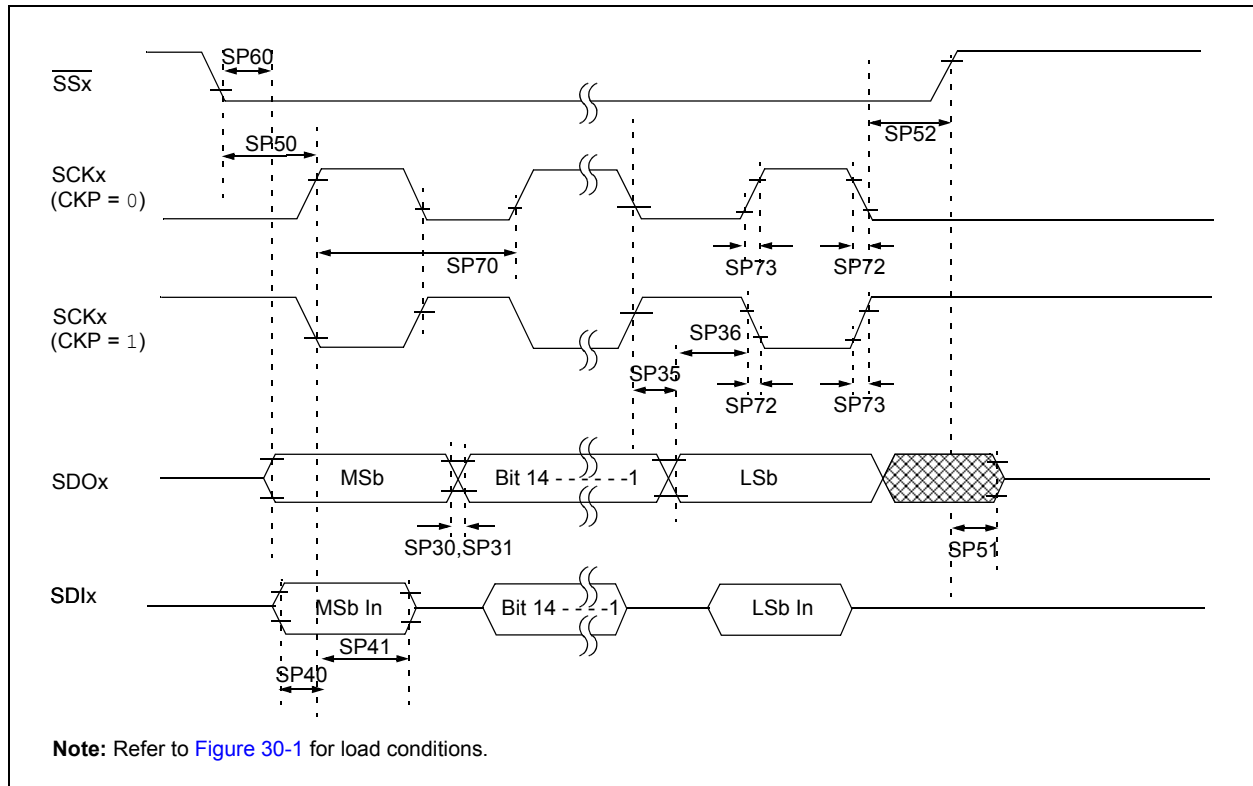 SP60
SSx
SP50
SP52
SCKx
(CKP = 0)
SP70
SP73
SP72
SCKx
(CKP = 1)
SP36
SP35
SP72
SP73
SDOx
MSb
Bit 14 - - - - - -1
LSb
SP30,SP31
SP51
SDIx
MSb In
Bit 14 - - - -1
LSb In
SP41
SP40
Note: Refer to Figure 30-1 for load conditions.